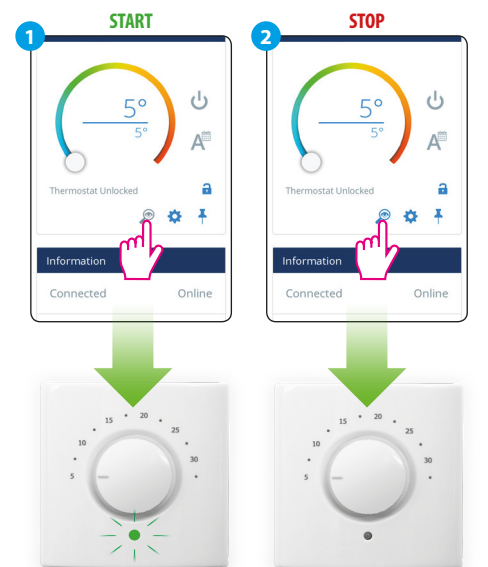 START
1
5°
5°
A
Thermostat Unlocked
Information
Connected Online
5
10
15
20
25
30
STOP
2
5°
5°
A
Thermostat Unlocked
Information
Connected Online
5
10
15
20
25
30